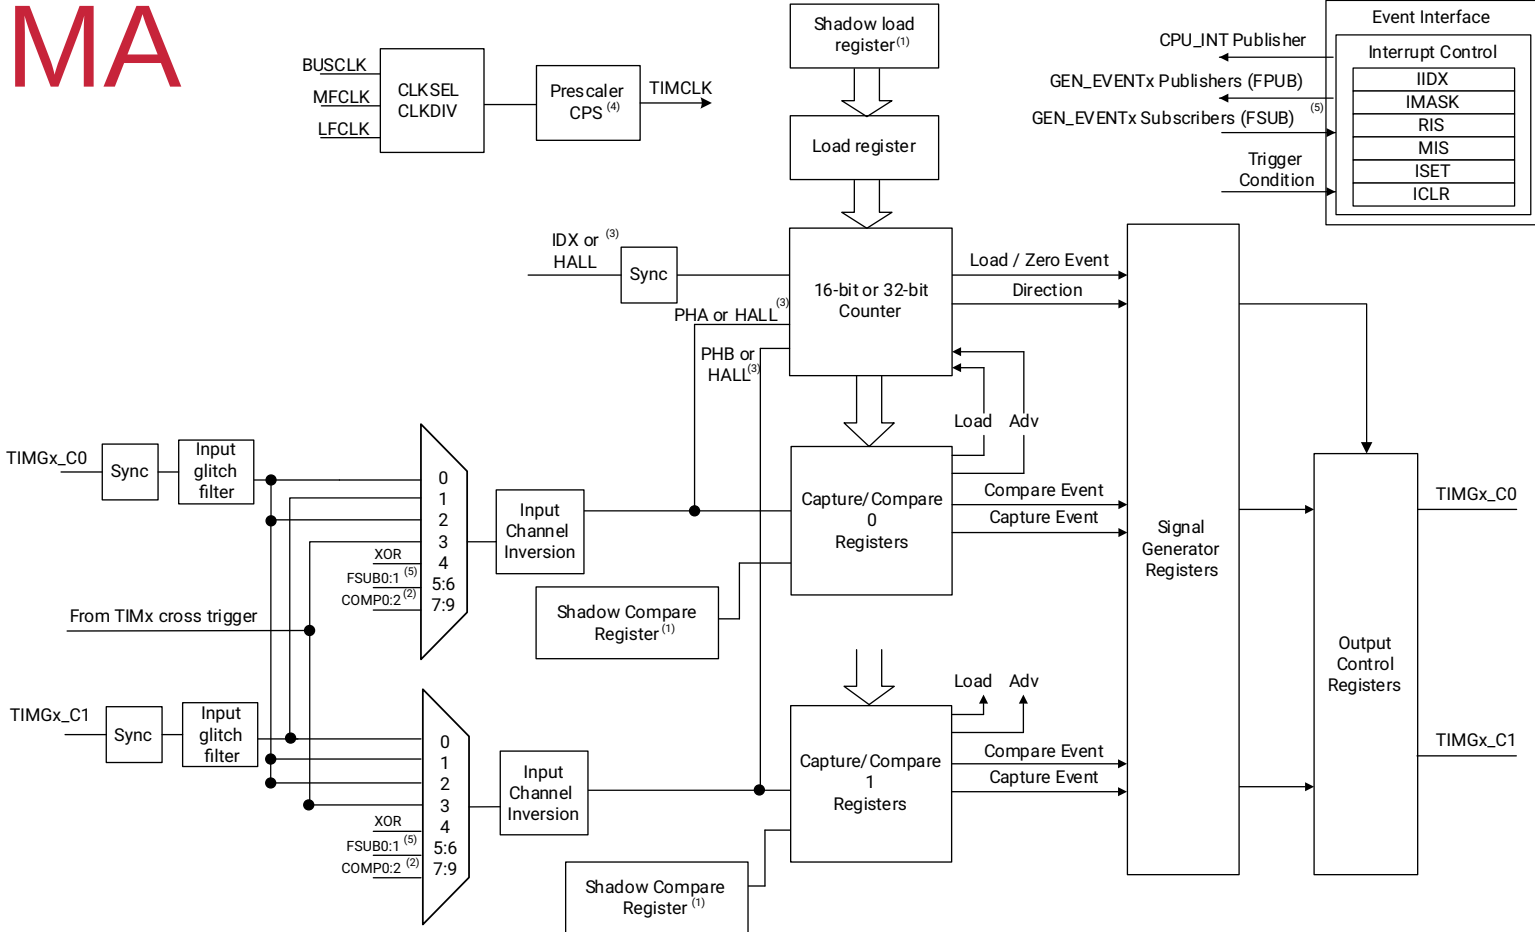 MA
Shadow load
register (1)
Event Interface
CPU_INT Publisher
Interrupt Control
BUSCLK
MFCLK
LFCLK
CLKSEL
CLKDIV
Prescaler
CPS (4)
TIMCLK
GEN_EVENTx Publishers (FPUB)
GEN_EVENTx Subscribers (FSUB) (5)
Trigger
Condition
IIDX
IMASK
RIS
MIS
ISET
ICLR
Load register
IDX or (3)
HALL
Sync
16-bit or 32-bit
Counter
Load / Zero Event
Direction
PHA or HALL (3)
PHB or
HALL (3)
Load
Adv
TIMGx_C0
Sync
Input
glitch
filter
0
1
2
3
4
5:6
7:9
XOR
FSUB0:1 (5)
COMP0:2 (2)
Input
Channel
Inversion
Capture/Compare
0
Registers
Compare Event
Capture Event
Signal
Generator
Registers
TIMGx_C0
From TIMx cross trigger
Shadow Compare
Register (1)
Output
Control
Registers
Load
Adv
TIMGx_C1
Sync
Input
glitch
filter
0
1
2
3
4
5:6
7:9
XOR
FSUB0:1 (5)
COMP0:2 (2)
Input
Channel
Inversion
Capture/Compare
1
Registers
Compare Event
Capture Event
TIMGx_C1
Shadow Compare
Register (1)